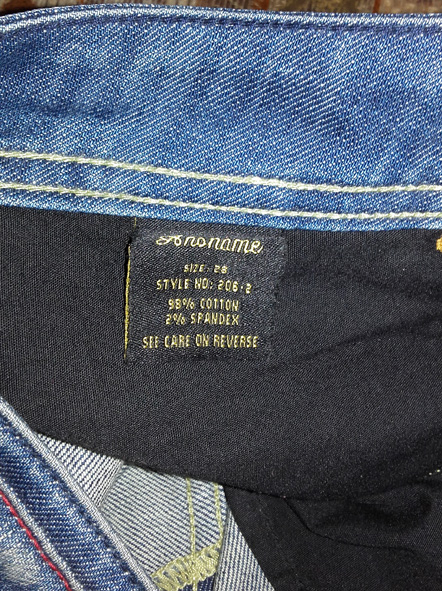 Anoname
SIZE: 28
STYLE NO: 206-2
98% COTTON
2% SPANDEX
SEE CARE ON REVERSE